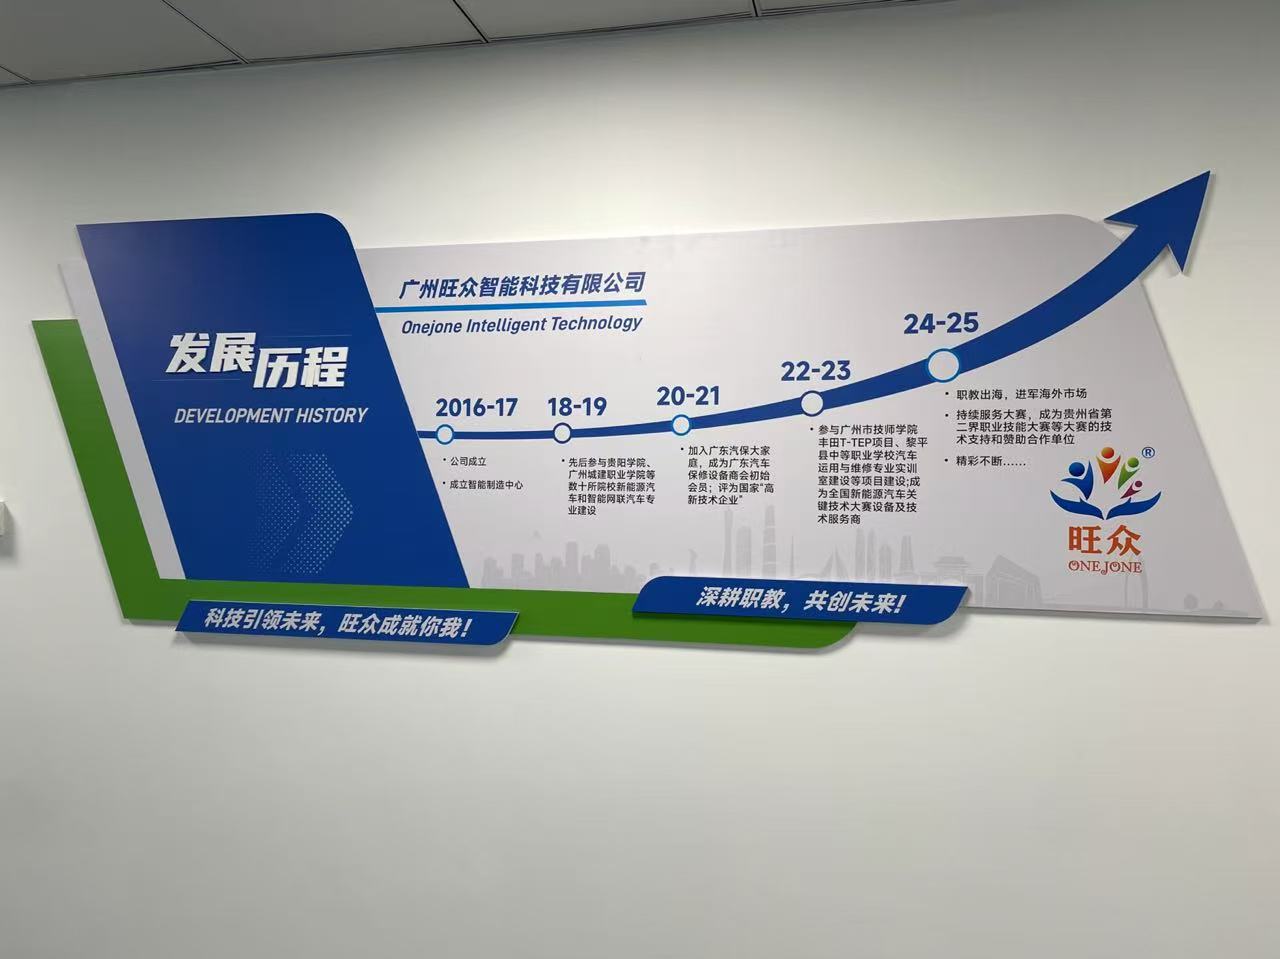 发展历程
DEVELOPMENT HISTORY
广州旺众智能科技有限公司
Onejone Intelligent Technology
2016-17
• 公司成立
• 成立智能制造中心
18-19
• 先后参与贵阳学院、
广州城建职业学院等
数十所院校新能源汽
车和智能网联汽车专
业建设
20-21
• 加入广东汽保大家
庭，成为广东汽车
保修设备商会初始
会员；评为国家“高
新技术企业”
22-23
• 参与广州市技师学院
丰田T-TEP项目、黎平
县中等职业学校汽车
运用与维修专业实训
室建设等项目建设;成
为全国新能源汽车关
键技术大赛设备及技
术服务商
24-25
• 职教出海，进军海外市场
• 持续服务大赛，成为贵州省第
二界职业技能大赛等大赛的技
术支持和赞助合作单位
• 精彩不断……
®
旺众
ONEJONE
科技引领未来，旺众成就你我！
深耕职教，共创未来！